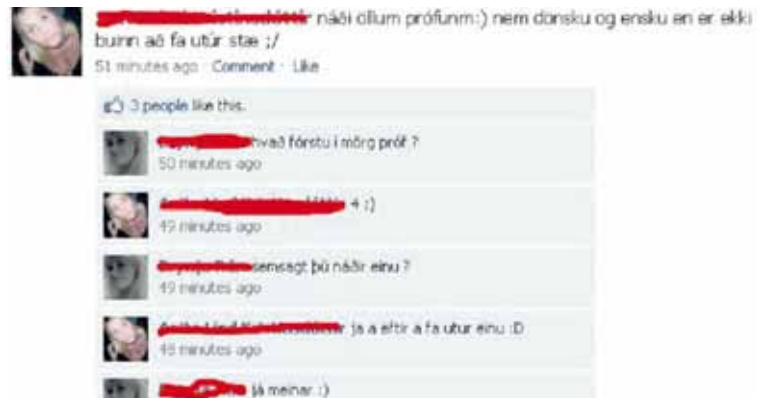 náði öllum prófunm:) nem dönsku og ensku en er ekki
buinn að fa utúr stæ ;/
51 minutes ago · Comment · Like
3 people like this.
hvað fórstu i mörg próf ?
50 minutes ago
4 :)
49 minutes ago
semsagt þú náðir einu ?
49 minutes ago
ja a eftir a fa utur einu :D
48 minutes ago
já meinar :)